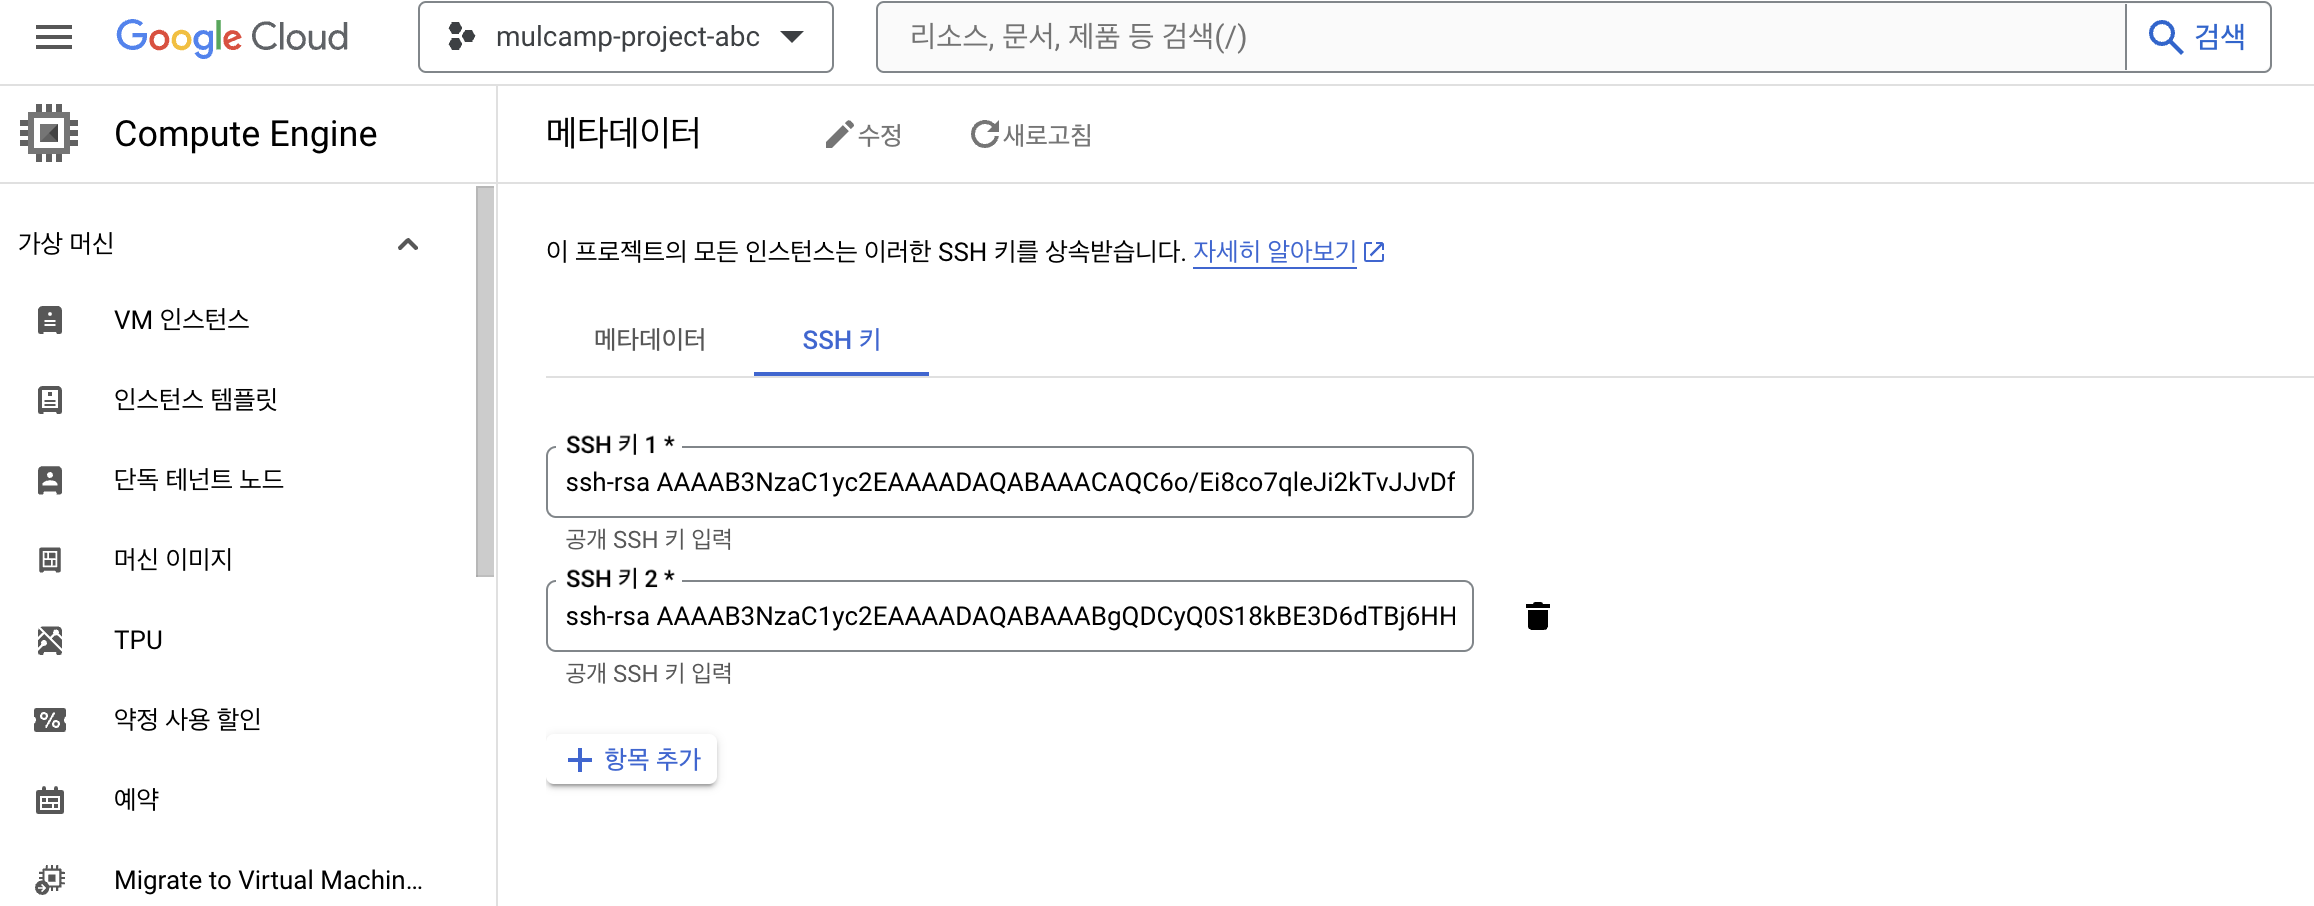 Google Cloud
mulcamp-project-abc
리소스, 문서, 제품 등 검색(/)
검색
Compute Engine
메타데이터
수정
새로고침
가상 머신
VM 인스턴스
인스턴스 템플릿
단독 테넌트 노드
머신 이미지
TPU
약정 사용 할인
예약
Migrate to Virtual Machin...
이 프로젝트의 모든 인스턴스는 이러한 SSH 키를 상속받습니다. 자세히 알아보기
메타데이터
SSH 키
SSH 키 1 *
ssh-rsa AAAAB3NzaC1yc2EAAAADAQABAAACAQC6o/Ei8co7qleJi2kTvJJvDf
공개 SSH 키 입력
SSH 키 2 *
ssh-rsa AAAAB3NzaC1yc2EAAAADAQABAAABgQDCyQ0S18kBE3D6dTBj6HH
공개 SSH 키 입력
항목 추가